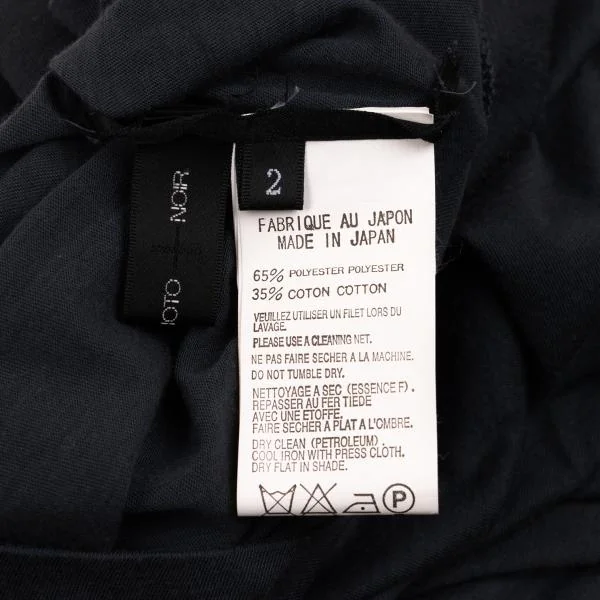 NOIR
IOTO
2
FABRIQUE AU JAPON
MADE IN JAPAN
65% POLYESTER POLYESTER
35% COTON COTTON
VEUILLEZ UTILISER UN FILET LORS DU
LAVAGE.
PLEASE USE A CLEANING NET.
NE PAS FAIRE SECHER A LA MACHINE.
DO NOT TUMBLE DRY.
NETTOYAGE A SEC (ESSENCE F).
REPASSER AU FER TIEDE
AVEC UNE ETOFFE.
FAIRE SECHER A PLAT A L'OMBRE.
DRY CLEAN (PETROLEUM).
COOL IRON WITH PRESS CLOTH.
DRY FLAT IN SHADE.
P